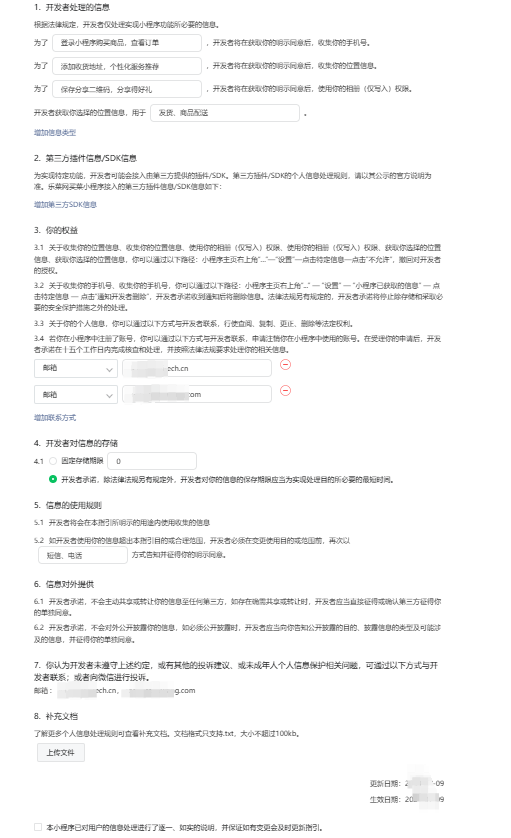 1. 开发者处理的信息
根据法律规定，开发者仅处理实现小程序功能所必要的信息。
为了 登录小程序购买商品，查看订单 ，开发者将在获取你的明示同意后，收集你的手机号。
为了 添加收货地址，个性化服务推荐 ，开发者将在获取你的明示同意后，收集你的位置信息。
为了 保存分享二维码，分享得好礼 ，开发者将在获取你的明示同意后，使用你的相册（仅写入）权限。
开发者获取你选择的位置信息，用于 发货、商品配送 。
增加信息类型
2. 第三方插件信息/SDK信息
为实现特定功能，开发者可能会接入由第三方提供的插件/SDK。第三方插件/SDK的个人信息处理规则，请以其公示的官方说明为
准。乐菜网买菜小程序接入的第三方插件信息/SDK信息如下：
增加第三方SDK信息
3. 你的权益
3.1 关于收集你的位置信息、收集你的位置信息、使用你的相册（仅写入）权限、使用你的相册（仅写入）权限、获取你选择的位置
信息、获取你选择的位置信息，你可以通过以下路径：小程序主页右上角“...”—“设置”—点击特定信息—点击“不允许”，撤回对开发者
的授权。
3.2 关于收集你的手机号、收集你的手机号，你可以通过以下路径：小程序主页右上角“...” — “设置” — “小程序已获取的信息” — 点
击特定信息 — 点击“通知开发者删除”，开发者承诺收到通知后将删除信息。法律法规另有规定的，开发者承诺将停止除存储和采取必
要的安全保护措施之外的处理。
3.3 关于你的个人信息，你可以通过以下方式与开发者联系，行使查阅、复制、更正、删除等法定权利。
3.4 若你在小程序中注册了账号，你可以通过以下方式与开发者联系，申请注销你在小程序中使用的账号。在受理你的申请后，开发
者承诺在十五个工作日内完成核查和处理，并按照法律法规要求处理你的相关信息。
邮箱 ech.cn
邮箱 om
增加联系方式
4. 开发者对信息的存储
4.1 固定存储期限 0
开发者承诺，除法律法规另有规定外，开发者对你的信息的保存期限应当为实现处理目的所必要的最短时间。
5. 信息的使用规则
5.1 开发者将会在本指引所明示的用途内使用收集的信息
5.2 如开发者使用你的信息超出本指引目的或合理范围，开发者必须在变更使用目的或范围前，再次以
短信、电话 方式告知并征得你的明示同意。
6. 信息对外提供
6.1 开发者承诺，不会主动共享或转让你的信息至任何第三方，如存在确需共享或转让时，开发者应当直接征得或确认第三方征得你
的单独同意。
6.2 开发者承诺，不会对外公开披露你的信息，如必须公开披露时，开发者应当向你告知公开披露的目的、披露信息的类型及可能涉
及的信息，并征得你的单独同意。
7. 你认为开发者未遵守上述约定，或有其他的投诉建议、或未成年人个人信息保护相关问题，可通过以下方式与开
发者联系；或者向微信进行投诉。
邮箱： ech.cn， g.com
8. 补充文档
了解更多个人信息处理规则可查看补充文档。文档格式只支持.txt，大小不超过100kb。
上传文件
更新日期： -09
生效日期： 09
本小程序已对用户的信息处理进行了逐一、如实的说明，并保证如有变更会及时更新指引。